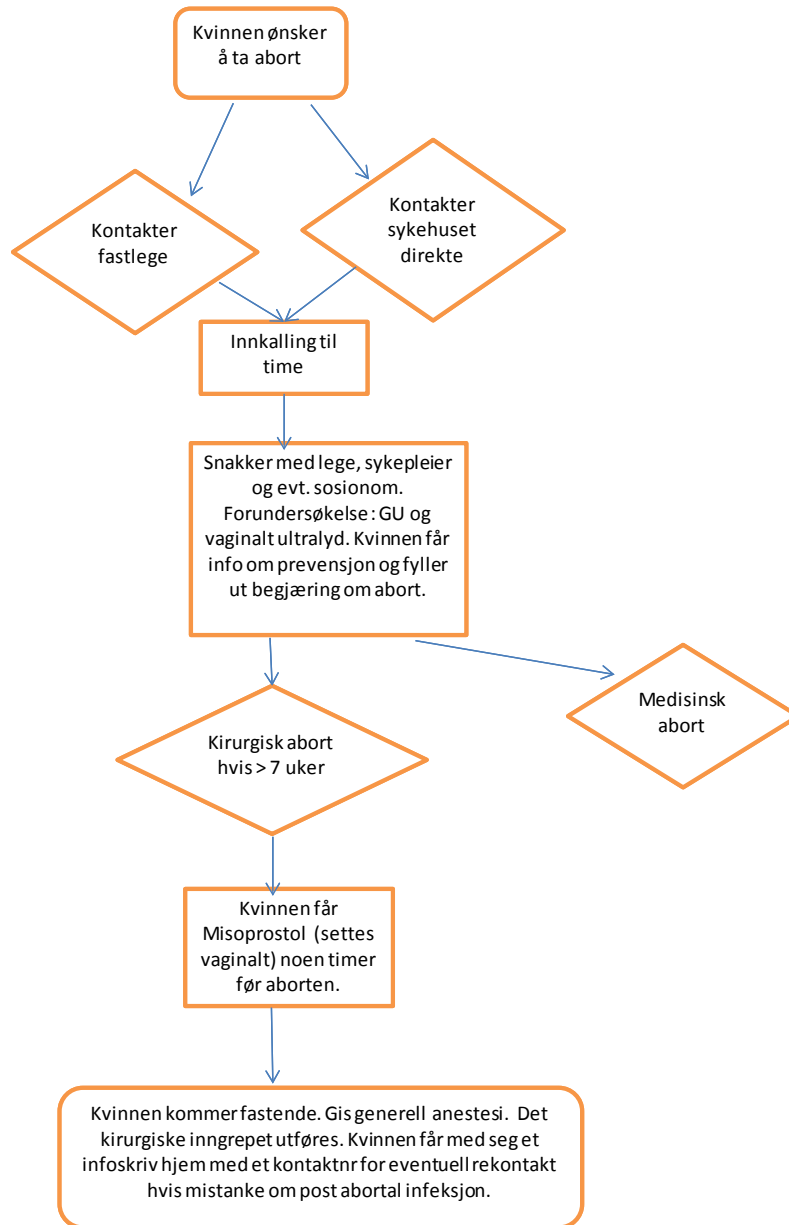 Kvinnen ønsker
å ta abort
Kontakter
fastlege
Kontakter
sykehuset
direkte
Innkalling til
time
Snakker med lege, sykepleier
og evt. sosionom.
Forundersøkelse: GU og
vaginalt ultralyd. Kvinnen får
info om prevensjon og fyller
ut begjæring om abort.
Medisinsk
abort
Kirurgisk abort
hvis > 7 uker
Kvinnen får
Misoprostol (settes
vaginalt) noen timer
før aborten.
Kvinnen kommer fastende. Gis generell anestesi. Det
kirurgiske inngrepet utføres. Kvinnen får med seg et
infoskriv hjem med et kontaktnr for eventuell rekontakt
hvis mistanke om post abortal infeksjon.